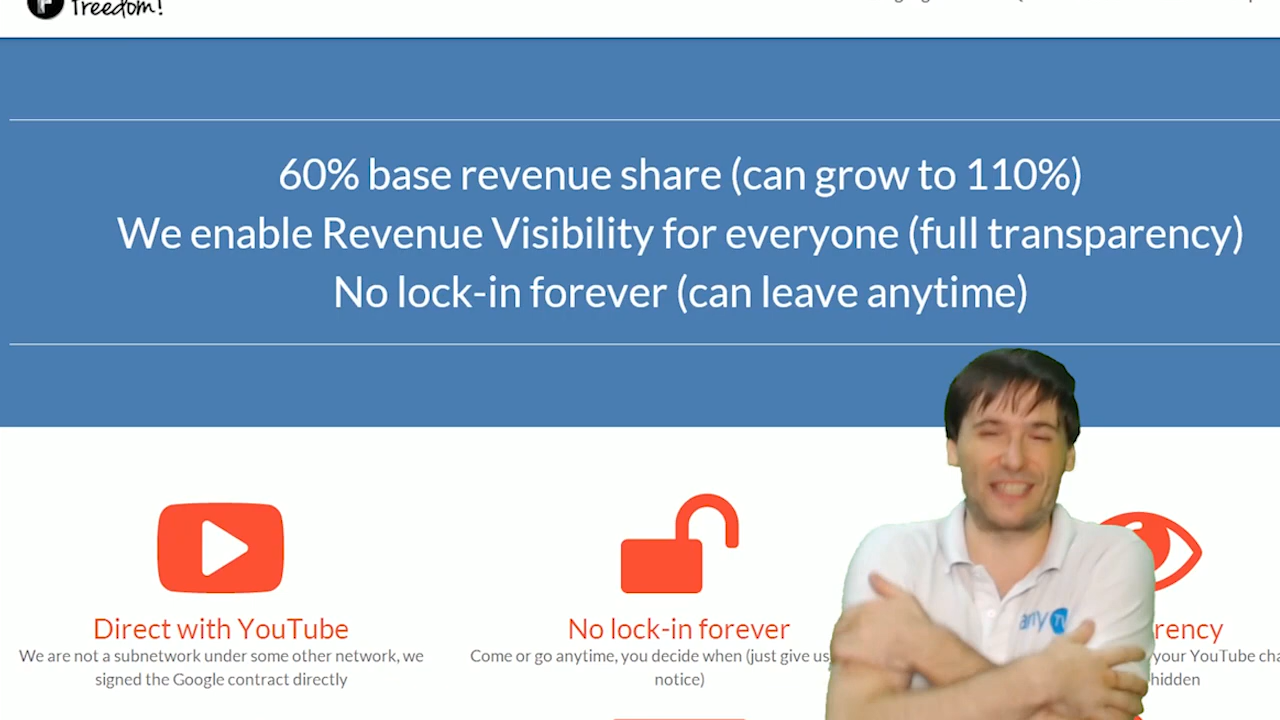 freedom!
60% base revenue share (can grow to 110%)
We enable Revenue Visibility for everyone (full transparency)
No lock-in forever (can leave anytime)
Direct with YouTube
We are not a subnetwork under some other network, we
signed the Google contract directly
No lock-in forever
Come or go anytime, you decide when (just give us
notice)
rency
your YouTube cha
hidden
any TV